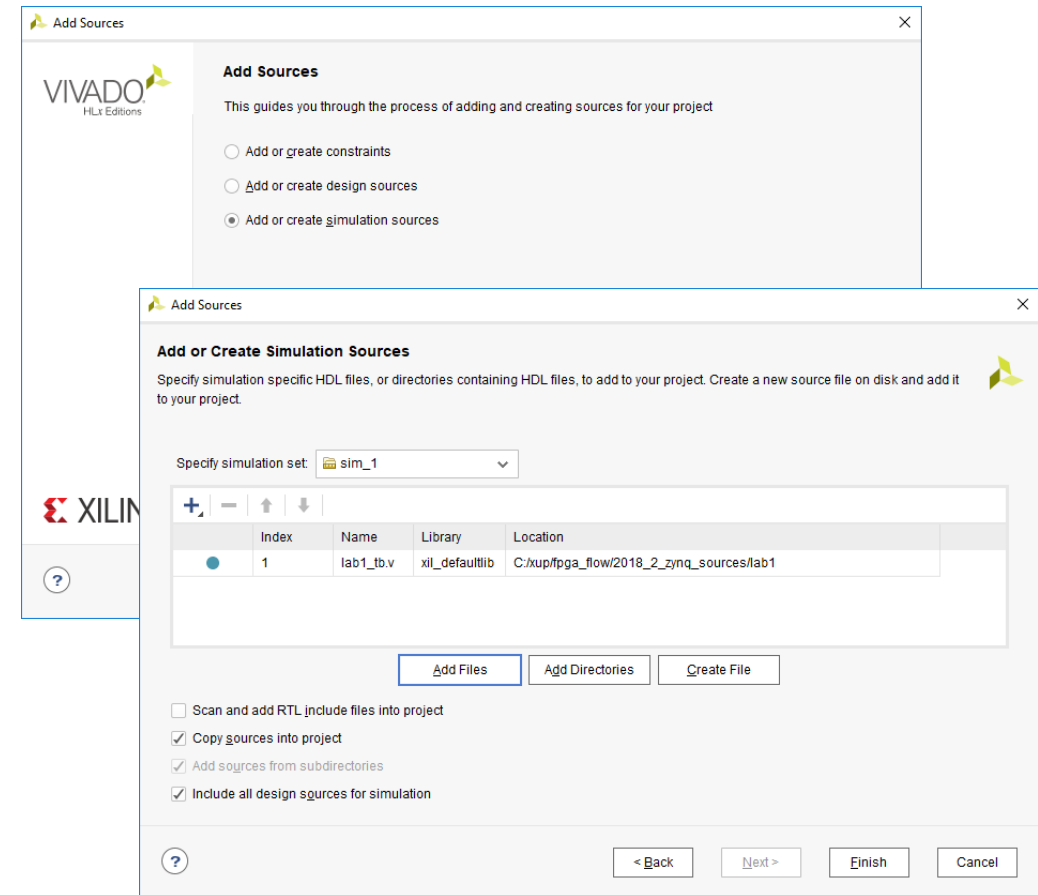 Add Sources
VIVADO
HLx Editions
Add Sources
This guides you through the process of adding and creating sources for your project
Add or create constraints
Add or create design sources
Add or create simulation sources
XILIN
?
Add Sources
Add or Create Simulation Sources
Specify simulation specific HDL files, or directories containing HDL files, to add to your project. Create a new source file on disk and add it
to your project.
Specify simulation set: sim_1
Index Name Library Location
1 lab1_tb.v xil_defaultlib C:/xup/fpga_flow/2018_2_zynq_sources/lab1
Add Files Add Directories Create File
Scan and add RTL include files into project
Copy sources into project
Add sources from subdirectories
Include all design sources for simulation
? < Back Next > Finish Cancel